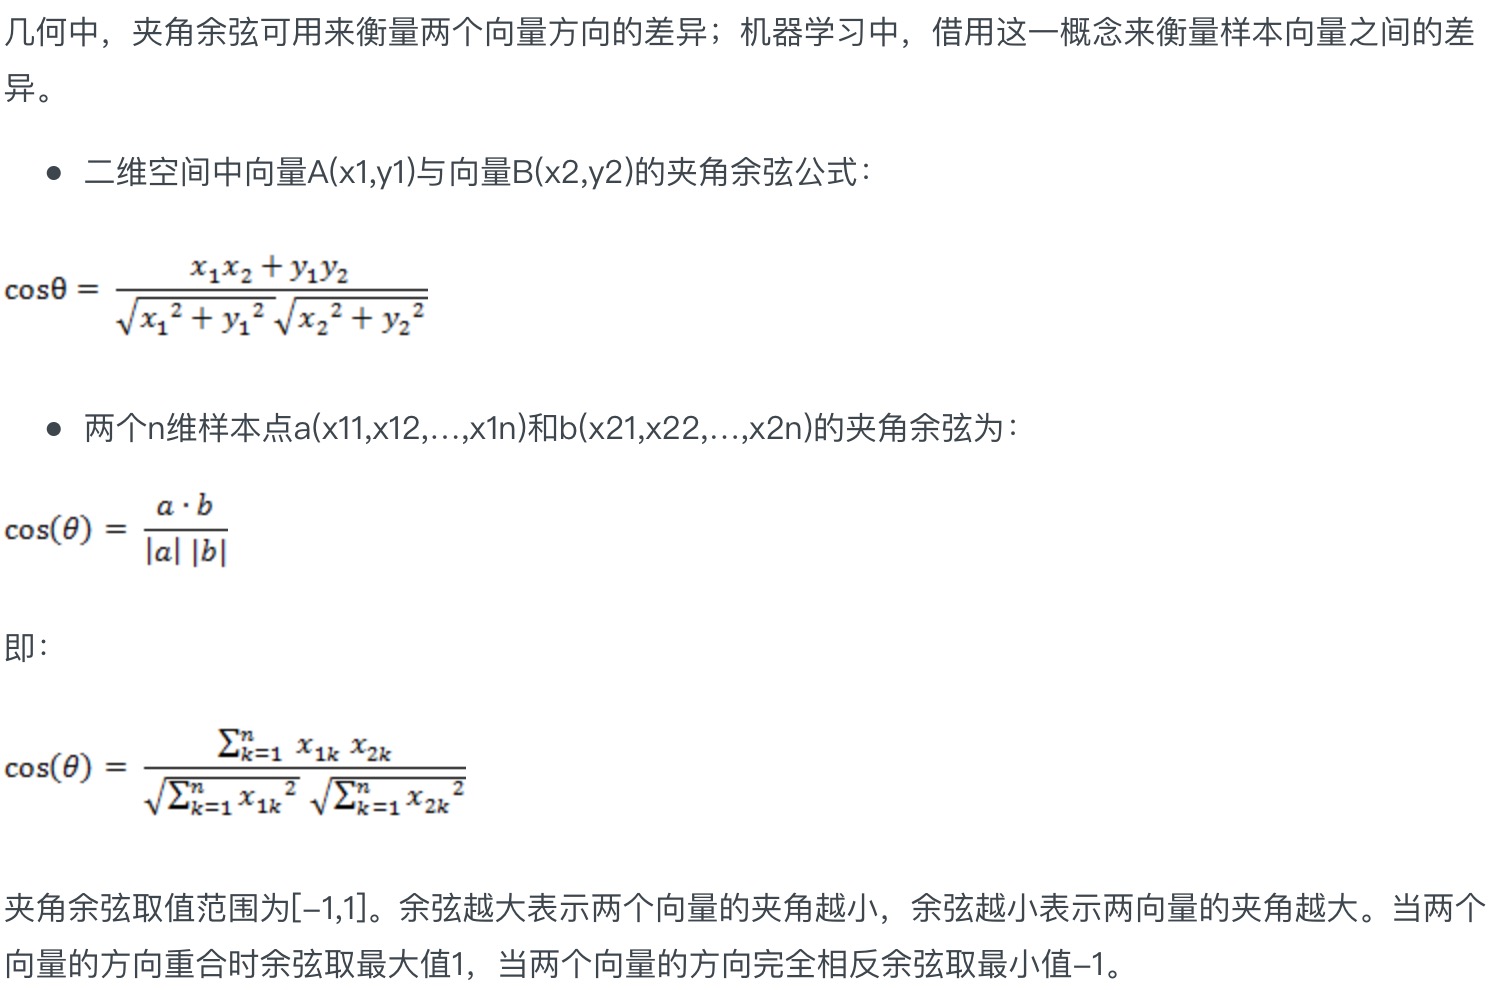 几何中，夹角余弦可用来衡量两个向量方向的差异；机器学习中，借用这一概念来衡量样本向量之间的差
异。
● 二维空间中向量A(x1,y1)与向量B(x2,y2)的夹角余弦公式：
cosθ = \frac{x_1x_2 + y_1y_2}{\sqrt{x_1^2 + y_1^2}\sqrt{x_2^2 + y_2^2}}
● 两个n维样本点a(x11,x12,…,x1n)和b(x21,x22,…,x2n)的夹角余弦为：
cos(θ) = \frac{a · b}{|a| |b|}
即：
cos(θ) = \frac{\sum_{k=1}^{n} x_{1k} x_{2k}}{\sqrt{\sum_{k=1}^{n} x_{1k}^2} \sqrt{\sum_{k=1}^{n} x_{2k}^2}}
夹角余弦取值范围为[–1,1]。余弦越大表示两个向量的夹角越小，余弦越小表示两向量的夹角越大。当两个
向量的方向重合时余弦取最大值1，当两个向量的方向完全相反余弦取最小值–1。